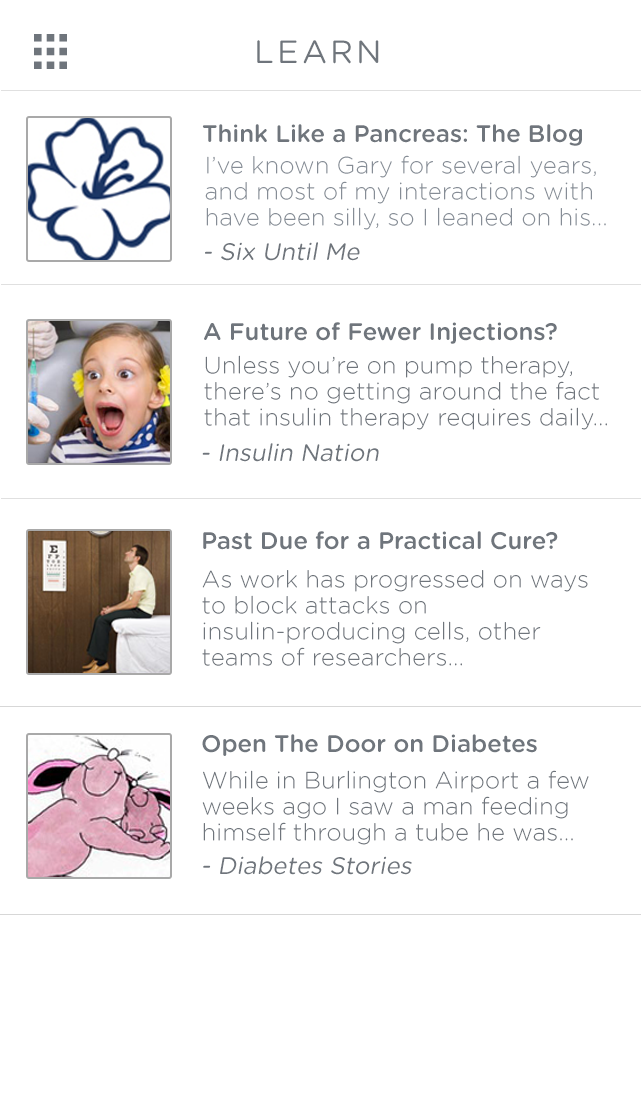 LEARN
Think Like a Pancreas: The Blog
I’ve known Gary for several years,
and most of my interactions with
have been silly, so I leaned on his...
- Six Until Me
A Future of Fewer Injections?
Unless you’re on pump therapy,
there’s no getting around the fact
that insulin therapy requires daily...
- Insulin Nation
E
F P
Past Due for a Practical Cure?
As work has progressed on ways
to block attacks on
insulin-producing cells, other
teams of researchers...
Open The Door on Diabetes
While in Burlington Airport a few
weeks ago I saw a man feeding
himself through a tube he was...
- Diabetes Stories